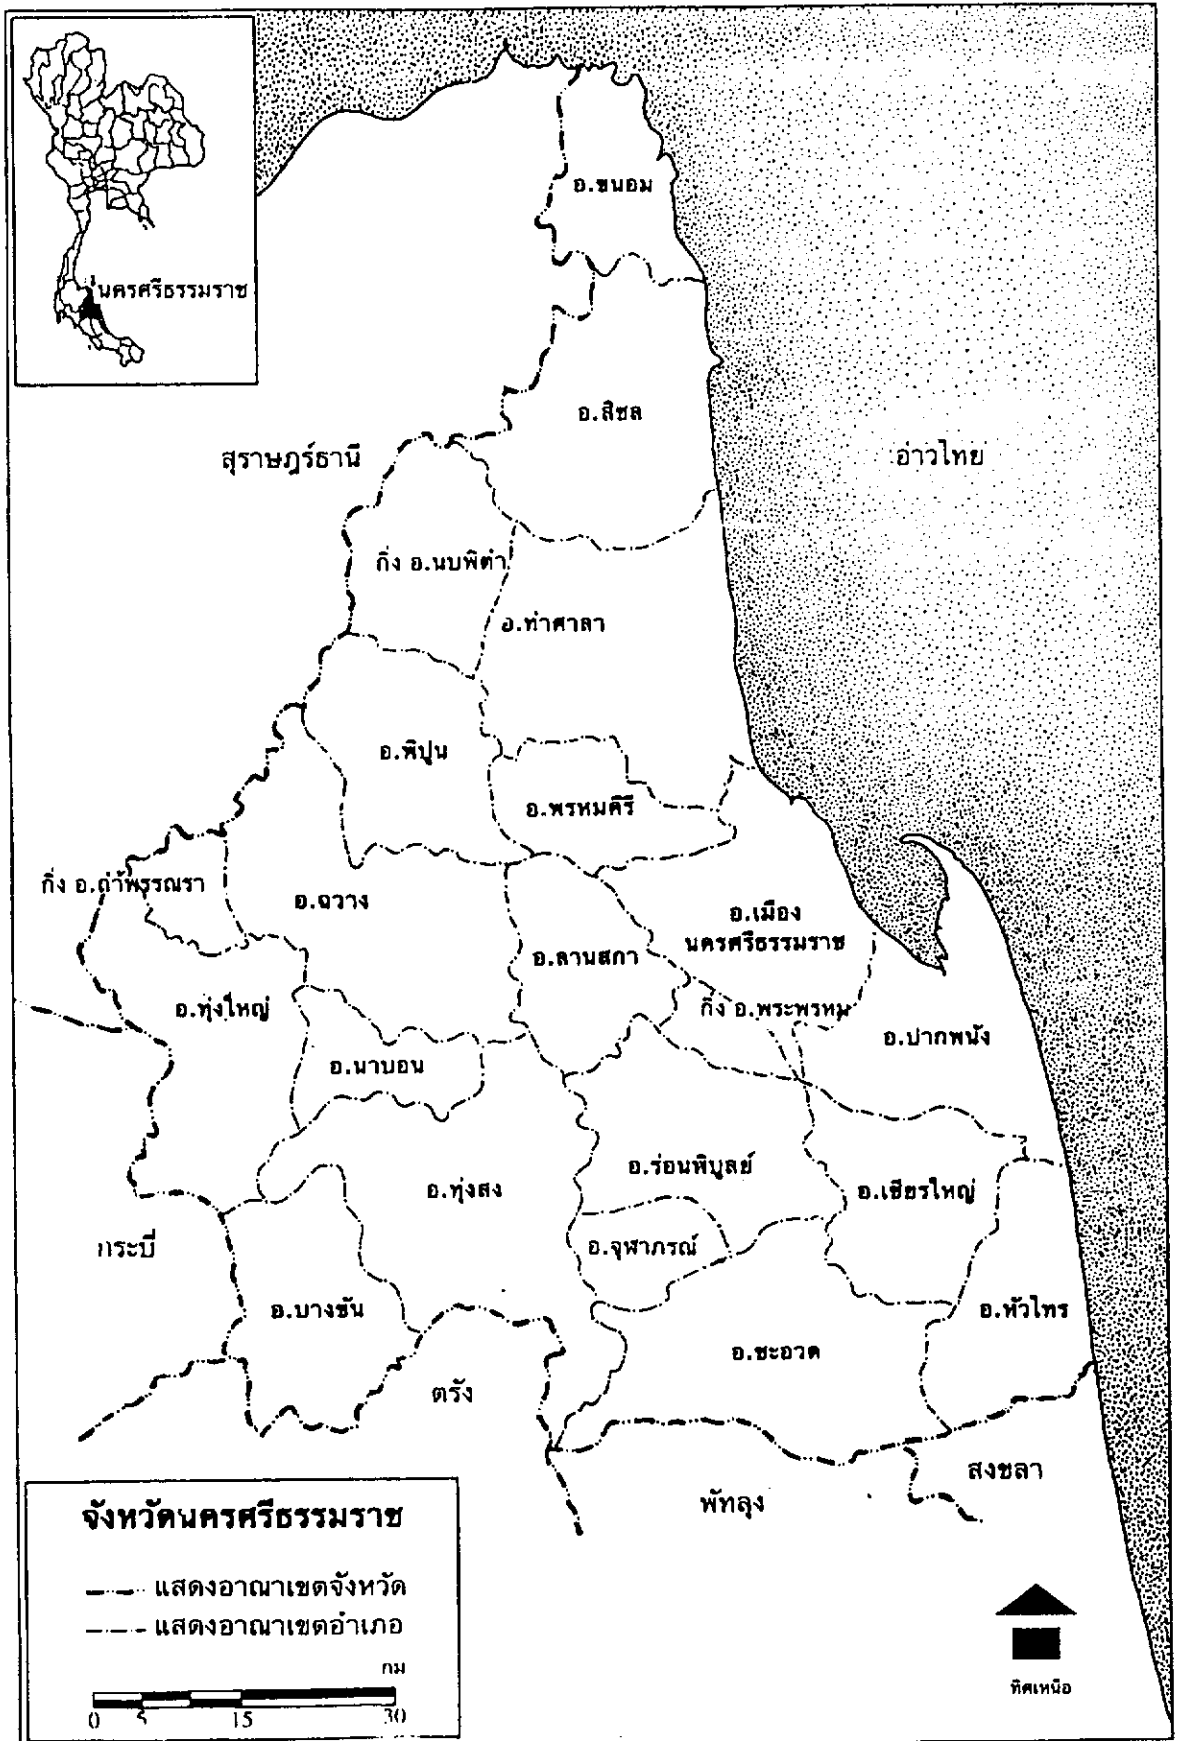 นครศรีธรรมราช
อ.ขนอม
อ.สิชล
สุราษฎร์ธานี
อ่าวไทย
กิ่ง อ.นบพิตำ
อ.ท่าศาลา
อ.พิปูน
อ.พรหมคิรี
กิ่ง อ.ถ้ำพรรณรา
อ.ฉวาง
อ.เมือง
นครศรีธรรมราช
อ.ลานสกา
อ.ทุ่งใหญ่
กิ่ง อ.พระพรหม
อ.ปากพนัง
อ.นาบอน
อ.ร่อนพิบูลย์
อ.ทุ่งสง
อ.เชียรใหญ่
กระบี่
อ.จุฬาภรณ์
อ.บางขัน
อ.หัวไทร
อ.ชะอวด
ตรัง
สงขลา
พัทลุง
จังหวัดนครศรีธรรมราช
แสดงอาณาเขตจังหวัด
แสดงอาณาเขตอำเภอ
กม
0 5 15 30
ทิศเหนือ